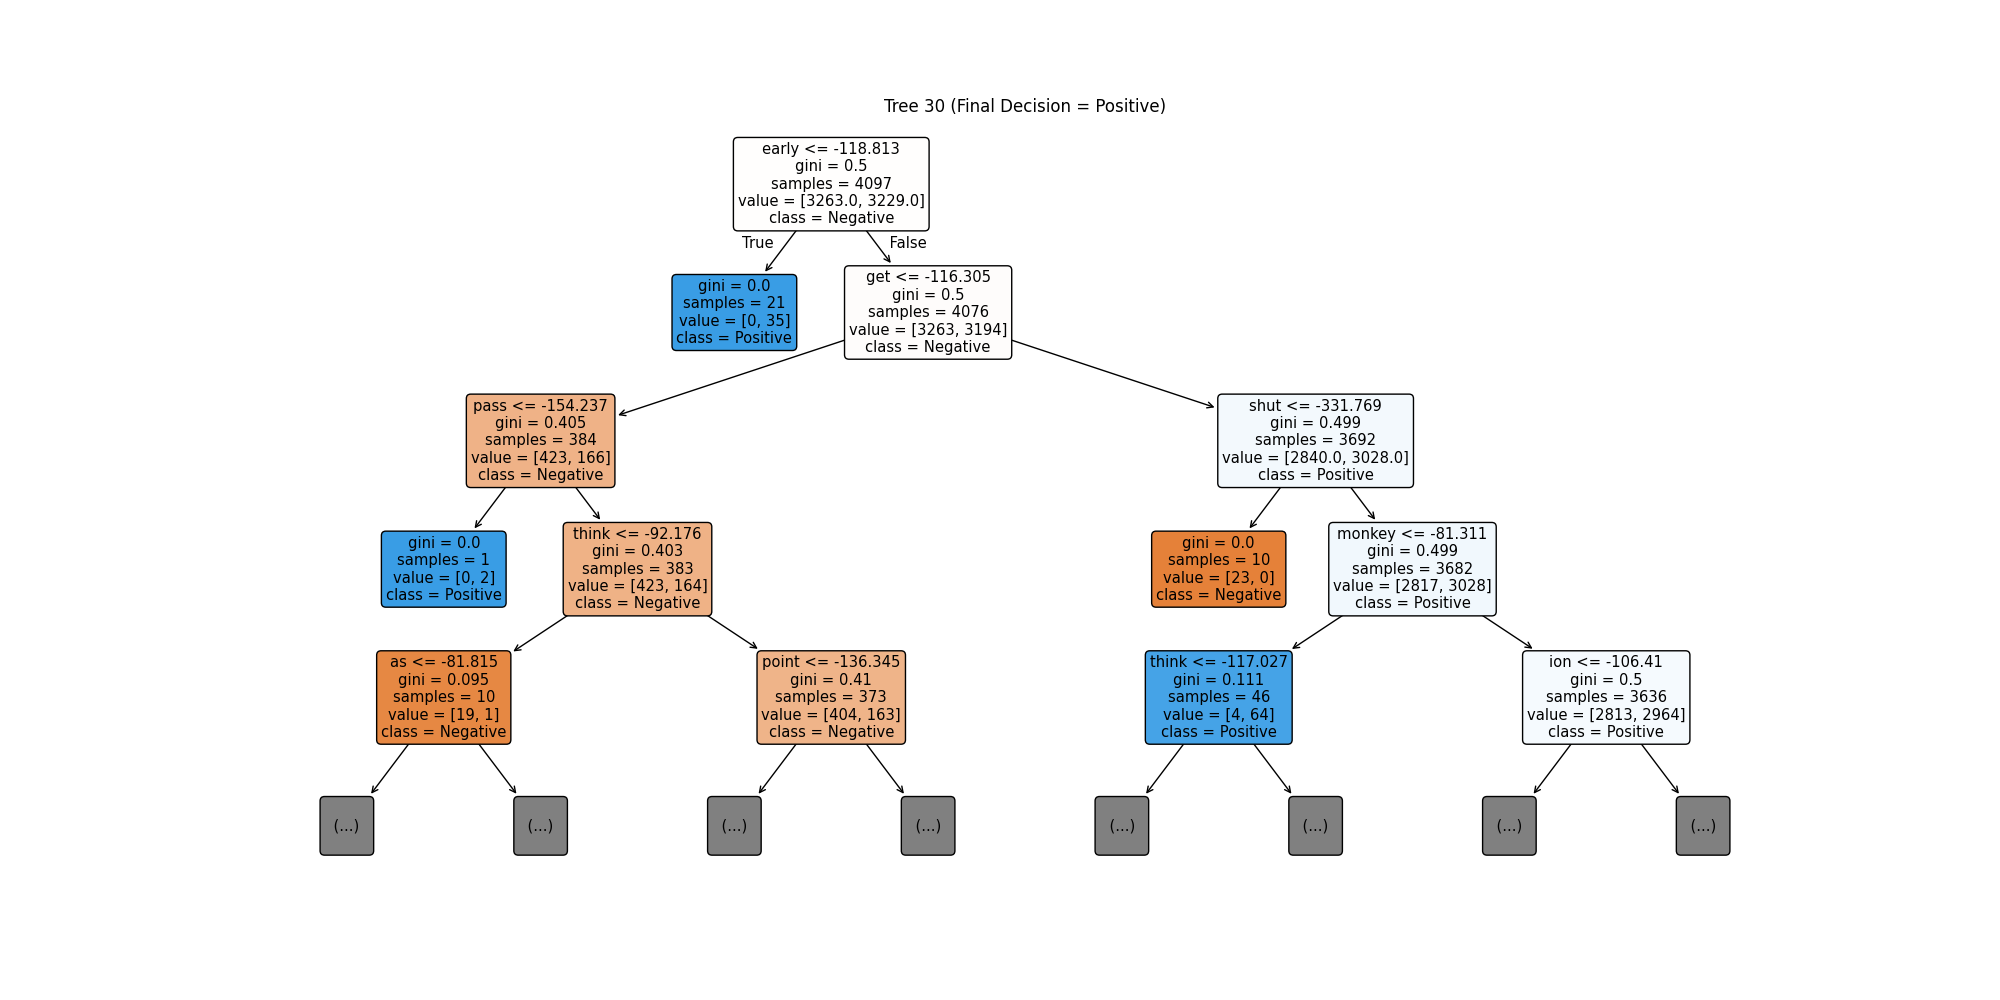 Tree 30 (Final Decision = Positive)
early <= -118.813
gini = 0.5
samples = 4097
value = [3263.0, 3229.0]
class = Negative
True
False
gini = 0.0
samples = 21
value = [0, 35]
class = Positive
get <= -116.305
gini = 0.5
samples = 4076
value = [3263, 3194]
class = Negative
pass <= -154.237
gini = 0.405
samples = 384
value = [423, 166]
class = Negative
shut <= -331.769
gini = 0.499
samples = 3692
value = [2840.0, 3028.0]
class = Positive
gini = 0.0
samples = 1
value = [0, 2]
class = Positive
think <= -92.176
gini = 0.403
samples = 383
value = [423, 164]
class = Negative
gini = 0.0
samples = 10
value = [23, 0]
class = Negative
monkey <= -81.311
gini = 0.499
samples = 3682
value = [2817, 3028]
class = Positive
as <= -81.815
gini = 0.095
samples = 10
value = [19, 1]
class = Negative
point <= -136.345
gini = 0.41
samples = 373
value = [404, 163]
class = Negative
think <= -117.027
gini = 0.111
samples = 46
value = [4, 64]
class = Positive
ion <= -106.41
gini = 0.5
samples = 3636
value = [2813, 2964]
class = Positive
(...)
(...)
(...)
(...)
(...)
(...)
(...)
(...)